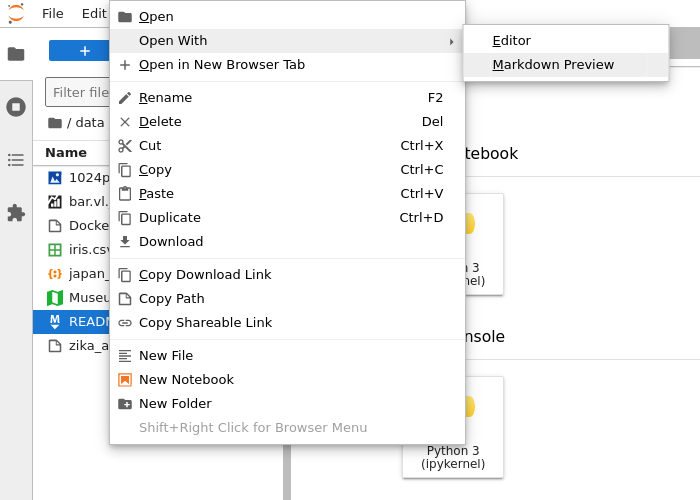 File
Edit
Filter file
/ data
Name
1024p
bar.vl.
Docke
iris.csv
japan_
Museu
READ
zika_a
Open
Open With
Open in New Browser Tab
Rename F2
Delete Del
Cut Ctrl+X
Copy Ctrl+C
Paste Ctrl+V
Duplicate Ctrl+D
Download
Copy Download Link
Copy Path
Copy Shareable Link
New File
New Notebook
New Folder
Shift+Right Click for Browser Menu
Editor
Markdown Preview
tebook
3
nel)
nsole
Python 3
(ipykernel)